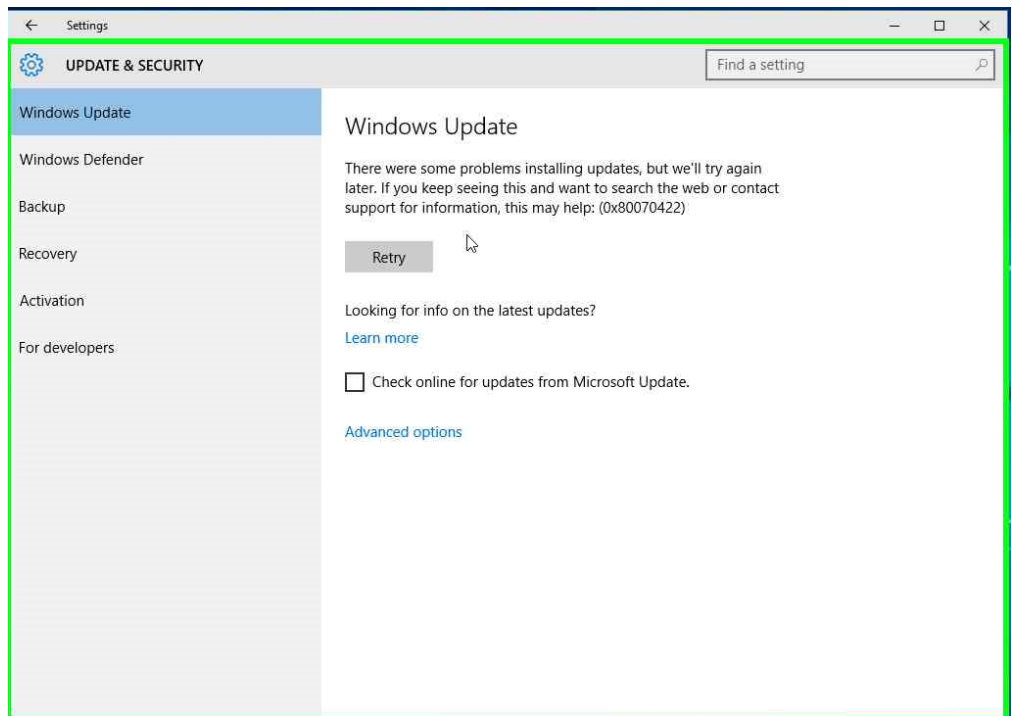 Settings
UPDATE & SECURITY
Find a setting
Windows Update
Windows Defender
Backup
Recovery
Activation
For developers
Windows Update
There were some problems installing updates, but we'll try again
later. If you keep seeing this and want to search the web or contact
support for information, this may help: (0x80070422)
Retry
Looking for info on the latest updates?
Learn more
Check online for updates from Microsoft Update.
Advanced options